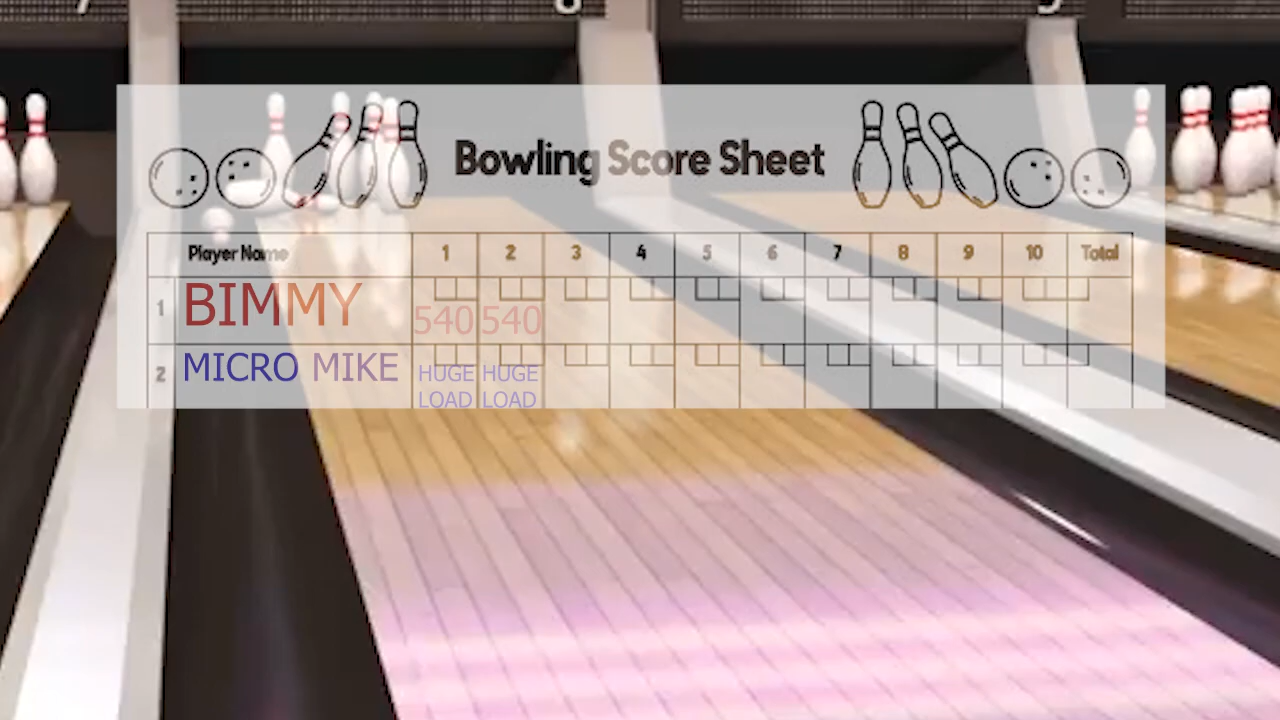 Bowling Score Sheet
Player Name 1 2 3 4 5 6 7 8 9 10 Total
1 BIMMY 540 540
2 MICRO MIKE HUGE LOAD HUGE LOAD